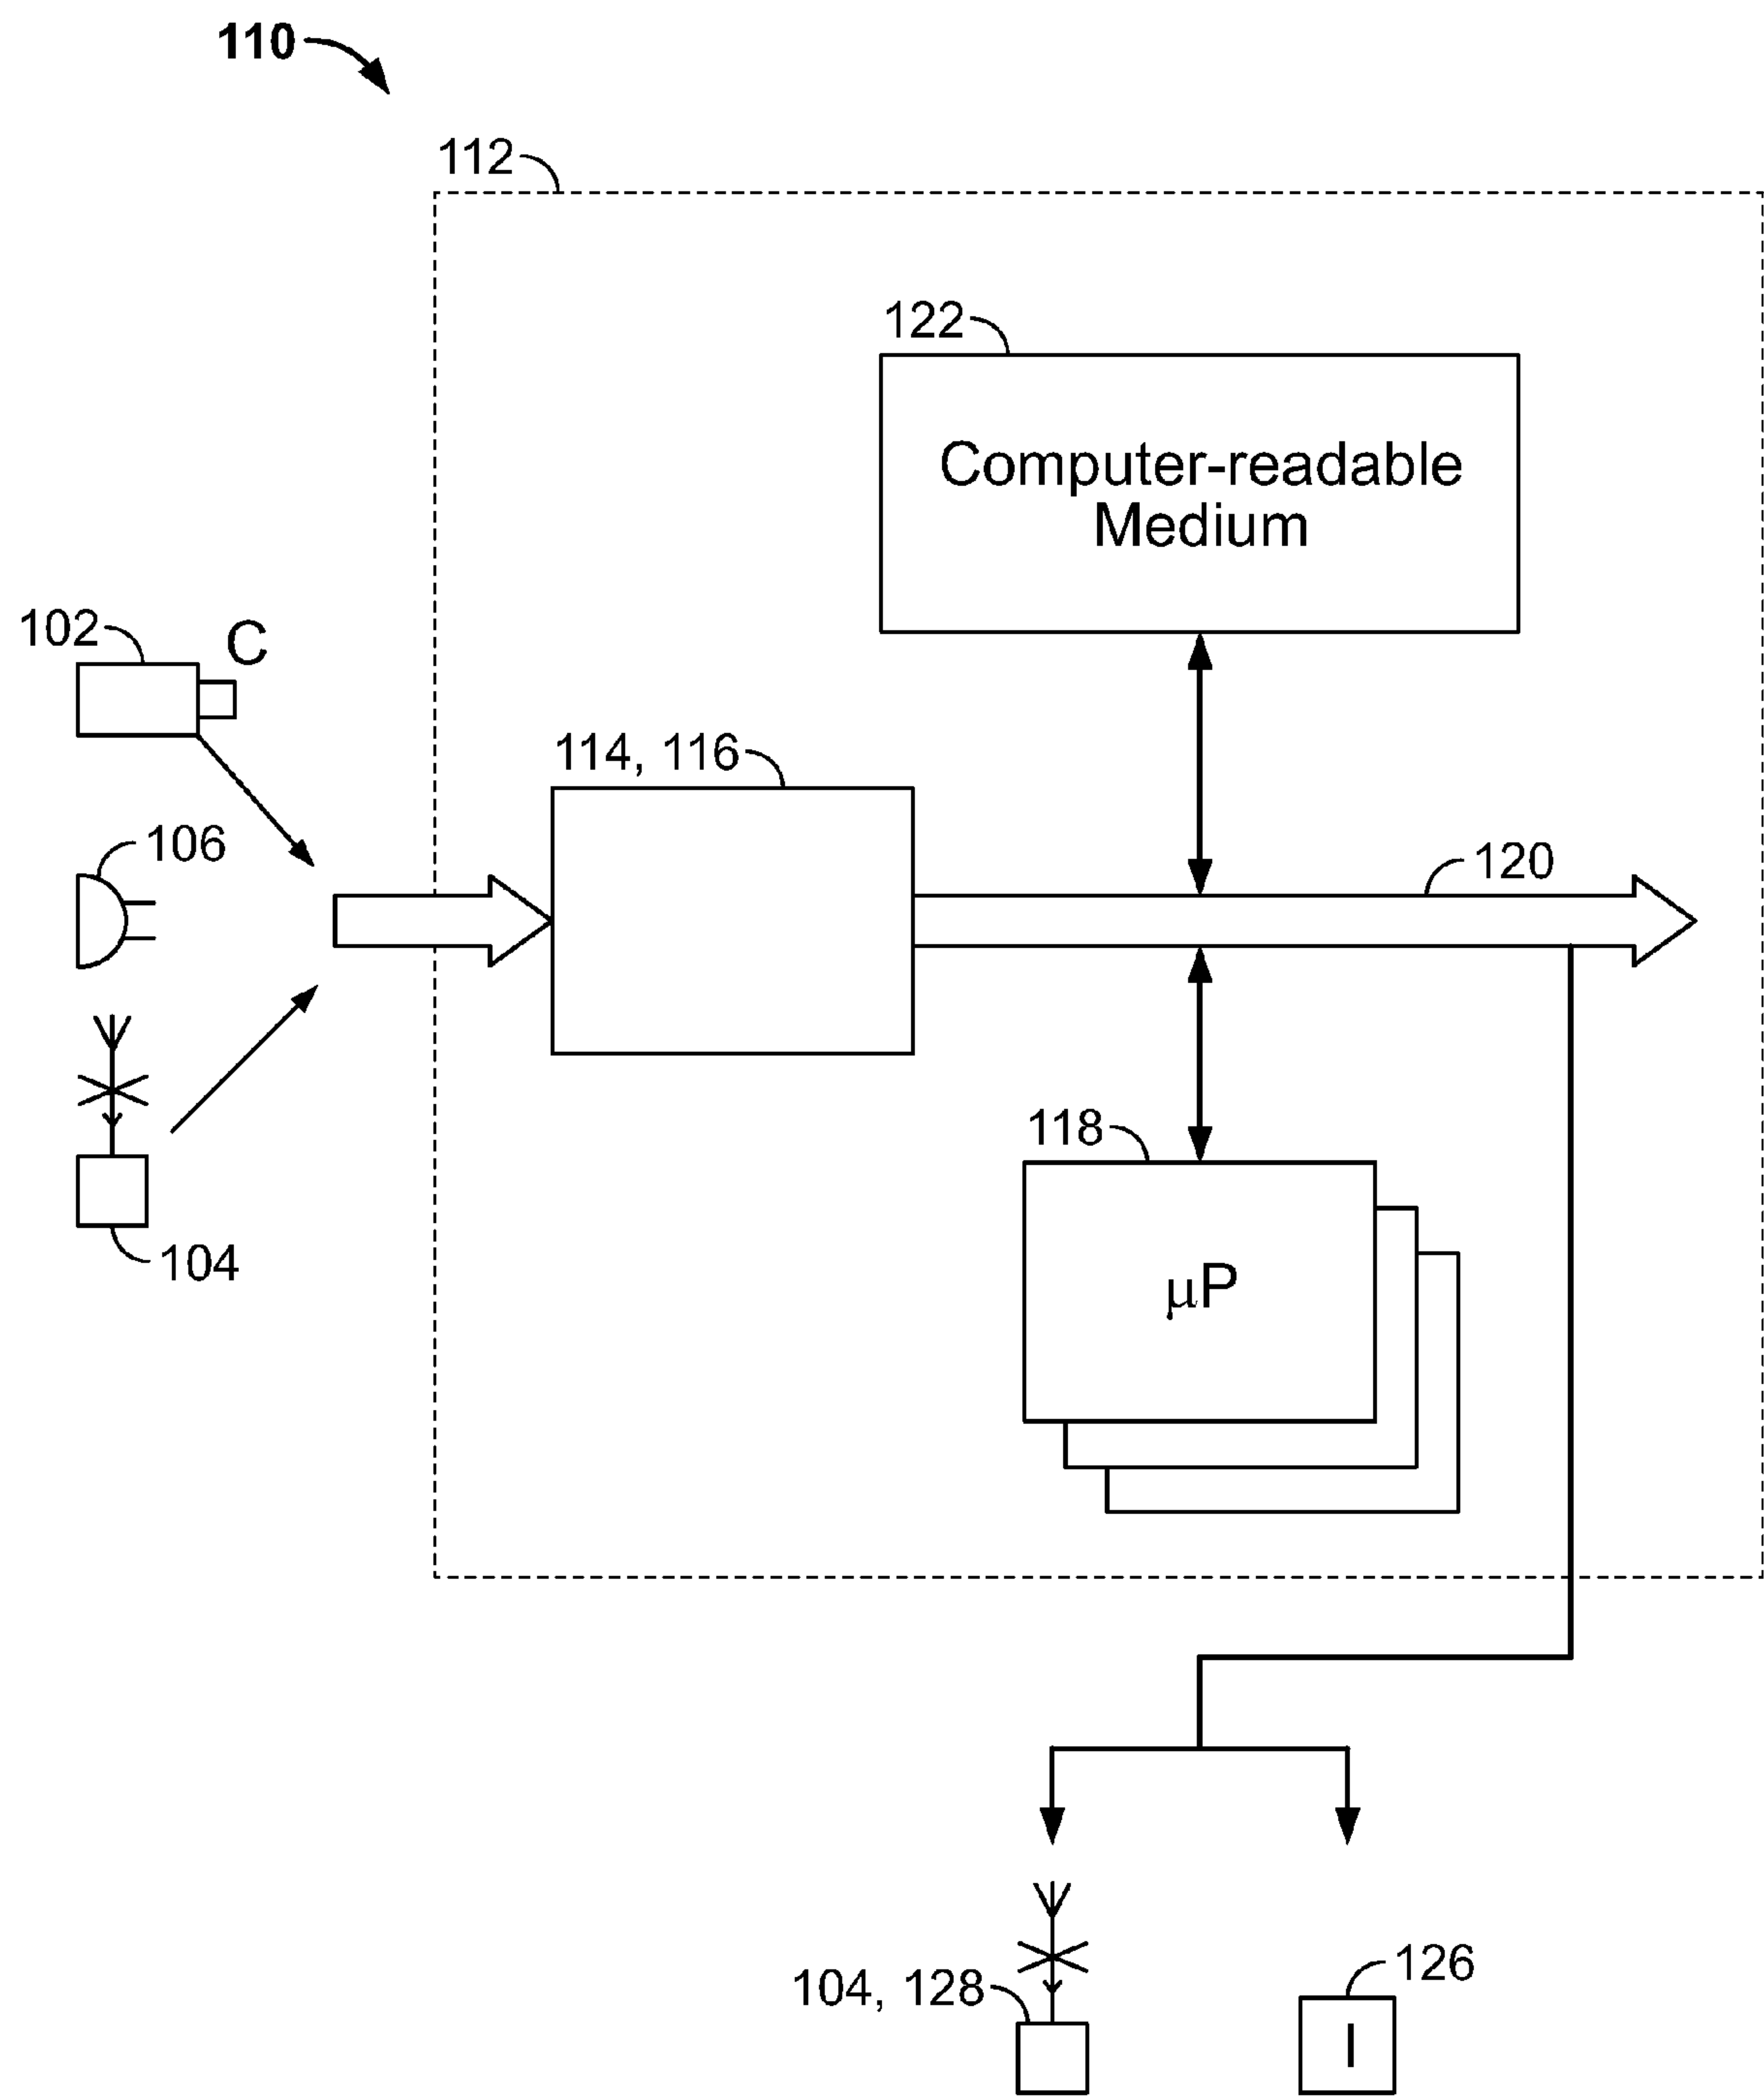 110
112
122
Computer-readable
Medium
102
C
114, 116
106
120
118
104
μP
126
104, 128
I